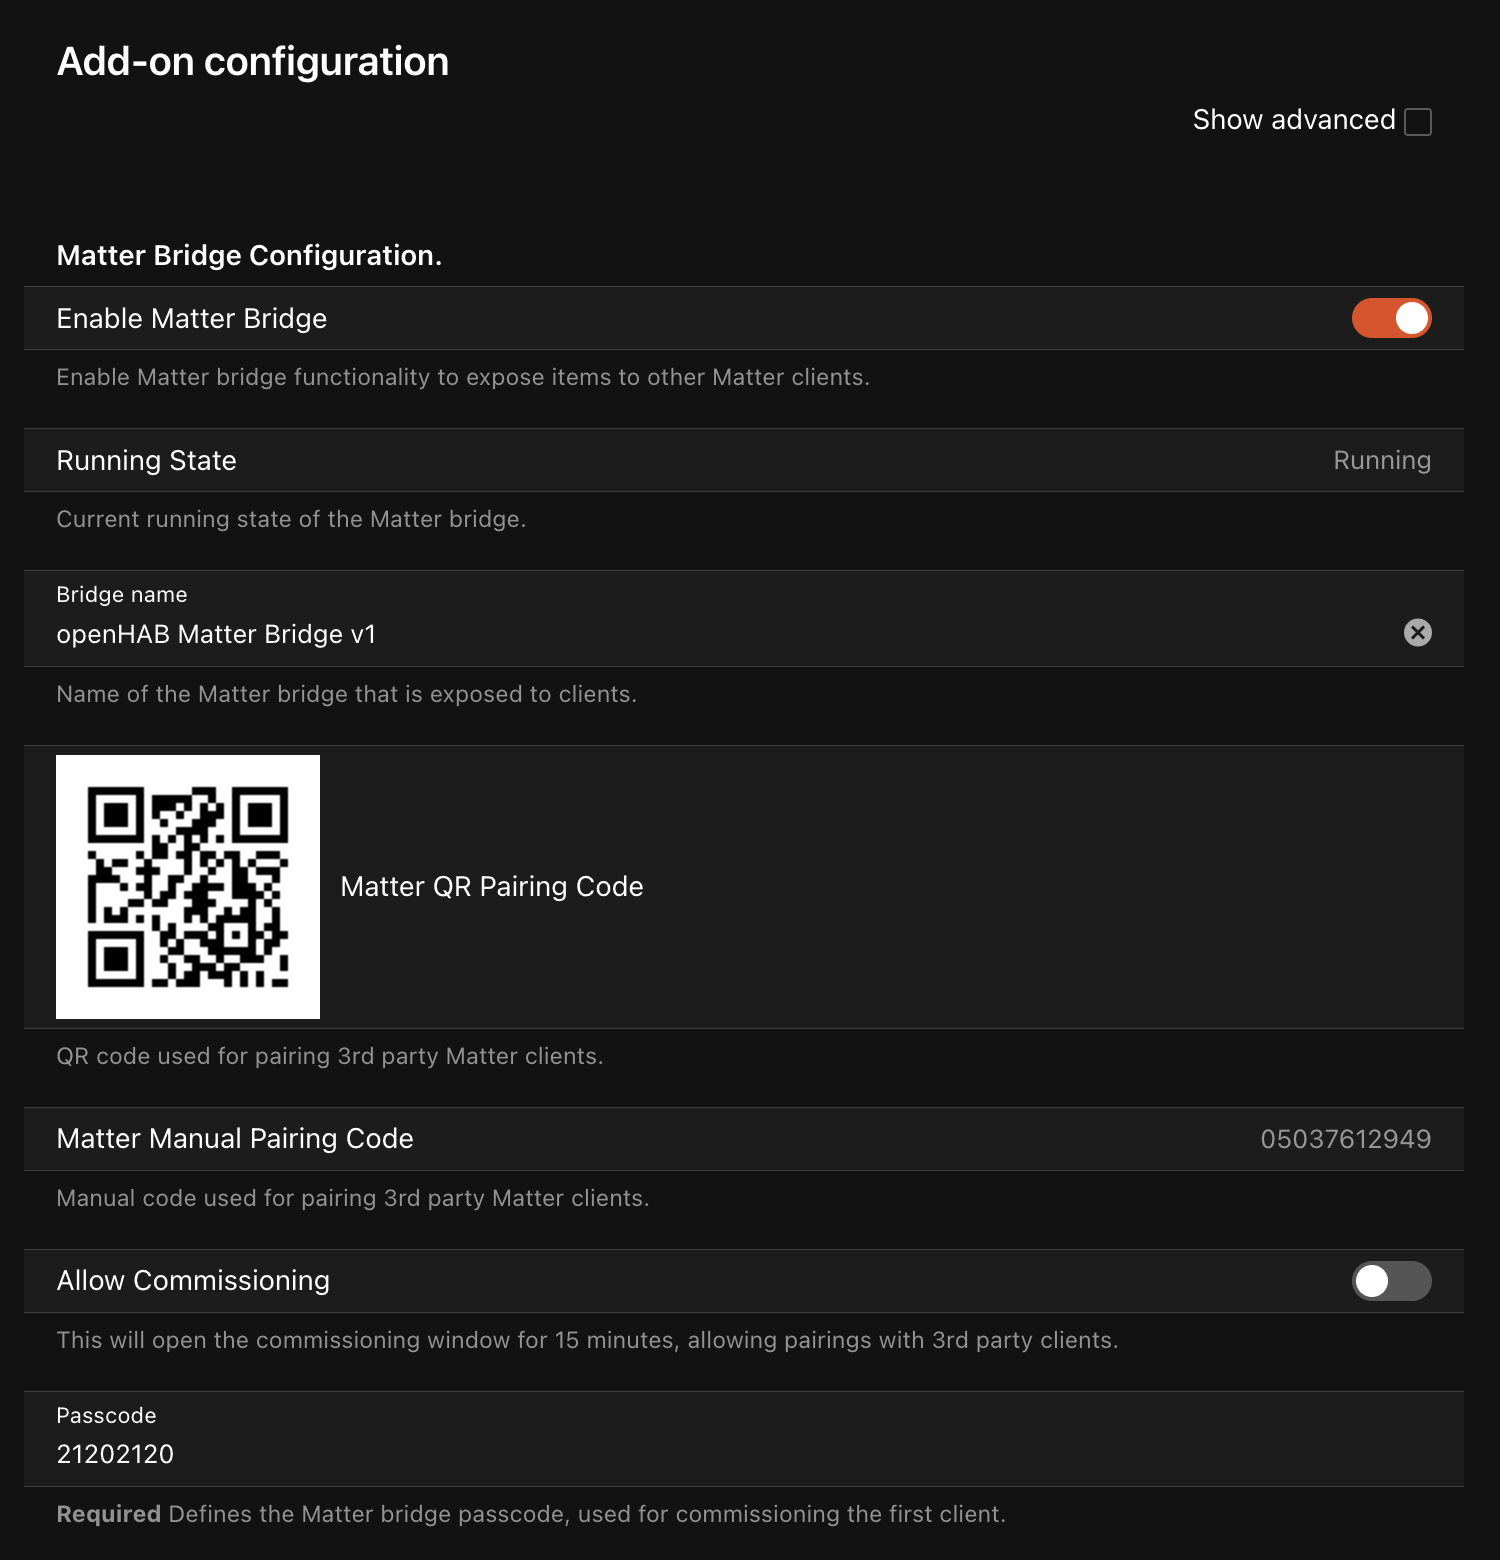 Add-on configuration
Show advanced
Matter Bridge Configuration.
Enable Matter Bridge
Enable Matter bridge functionality to expose items to other Matter clients.
Running State
Running
Current running state of the Matter bridge.
Bridge name
openHAB Matter Bridge v1
Name of the Matter bridge that is exposed to clients.
Matter QR Pairing Code
QR code used for pairing 3rd party Matter clients.
Matter Manual Pairing Code
05037612949
Manual code used for pairing 3rd party Matter clients.
Allow Commissioning
This will open the commissioning window for 15 minutes, allowing pairings with 3rd party clients.
Passcode
21202120
Required Defines the Matter bridge passcode, used for commissioning the first client.